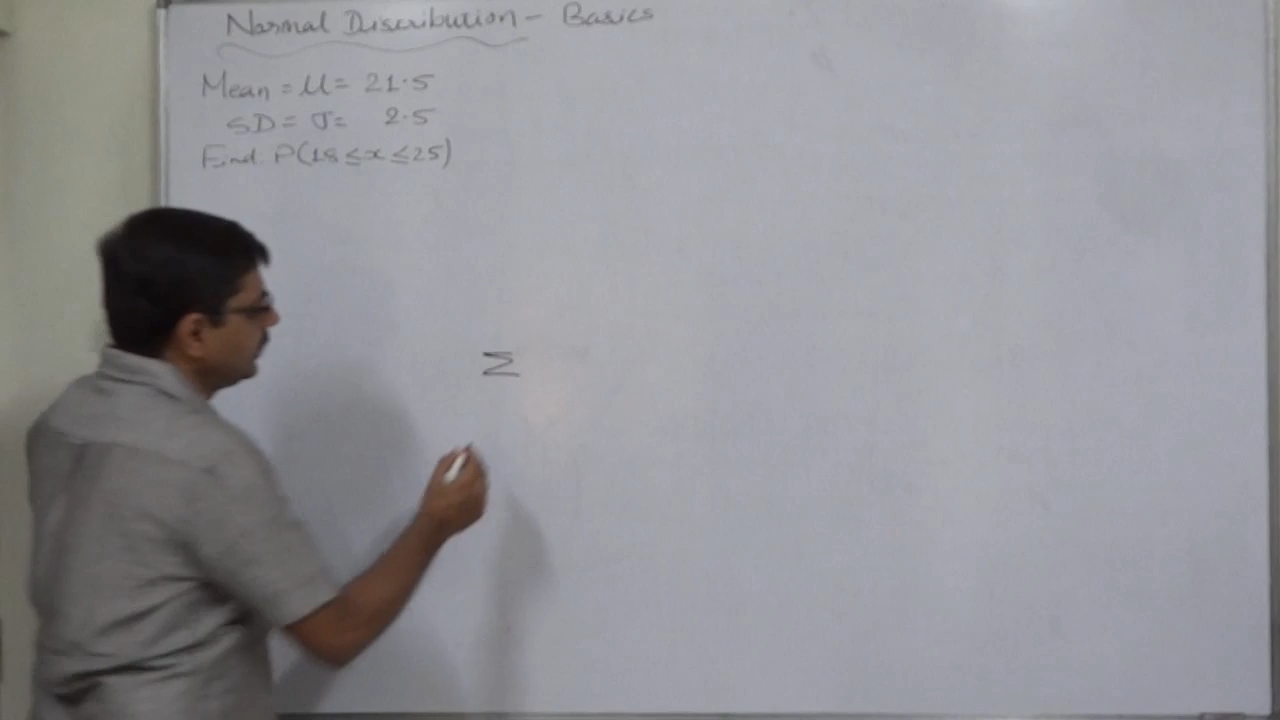 Normal Distribution - Basics
Mean = μ = 21.5
SD = σ = 2.5
Find: P(18 ≤ x ≤ 25)
Σ